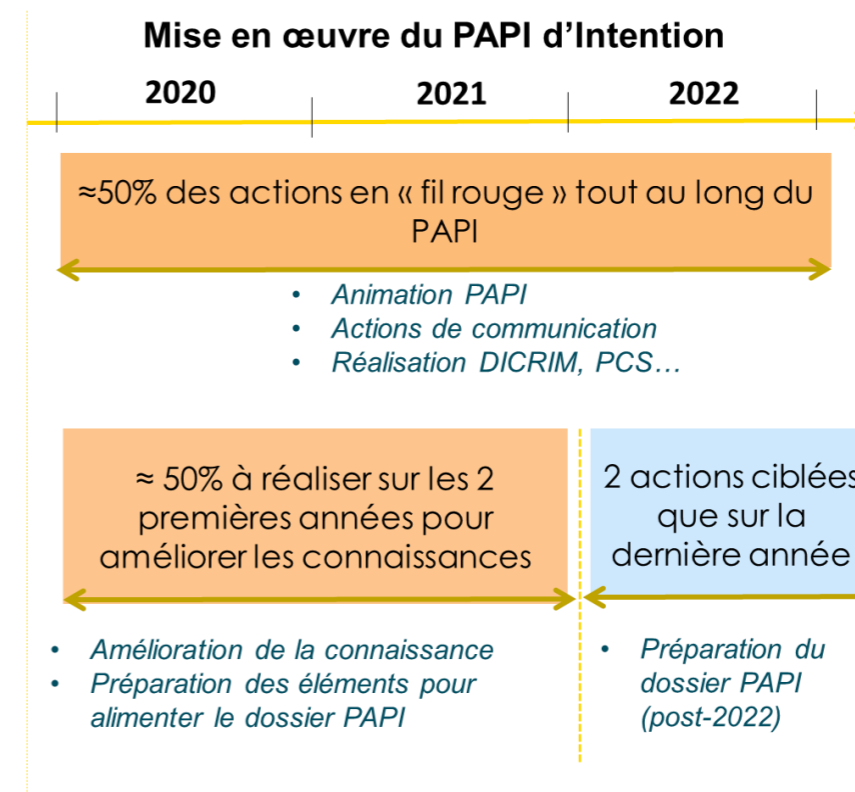 Mise en œuvre du PAPI d'Intention
2020 2021 2022
≈50% des actions en « fil rouge » tout au long du
PAPI
• Animation PAPI
• Actions de communication
• Réalisation DICRIM, PCS…
≈ 50% à réaliser sur les 2
premières années pour
améliorer les connaissances
2 actions ciblées
que sur la
dernière année
• Amélioration de la connaissance
• Préparation des éléments pour
alimenter le dossier PAPI
• Préparation du
dossier PAPI
(post-2022)